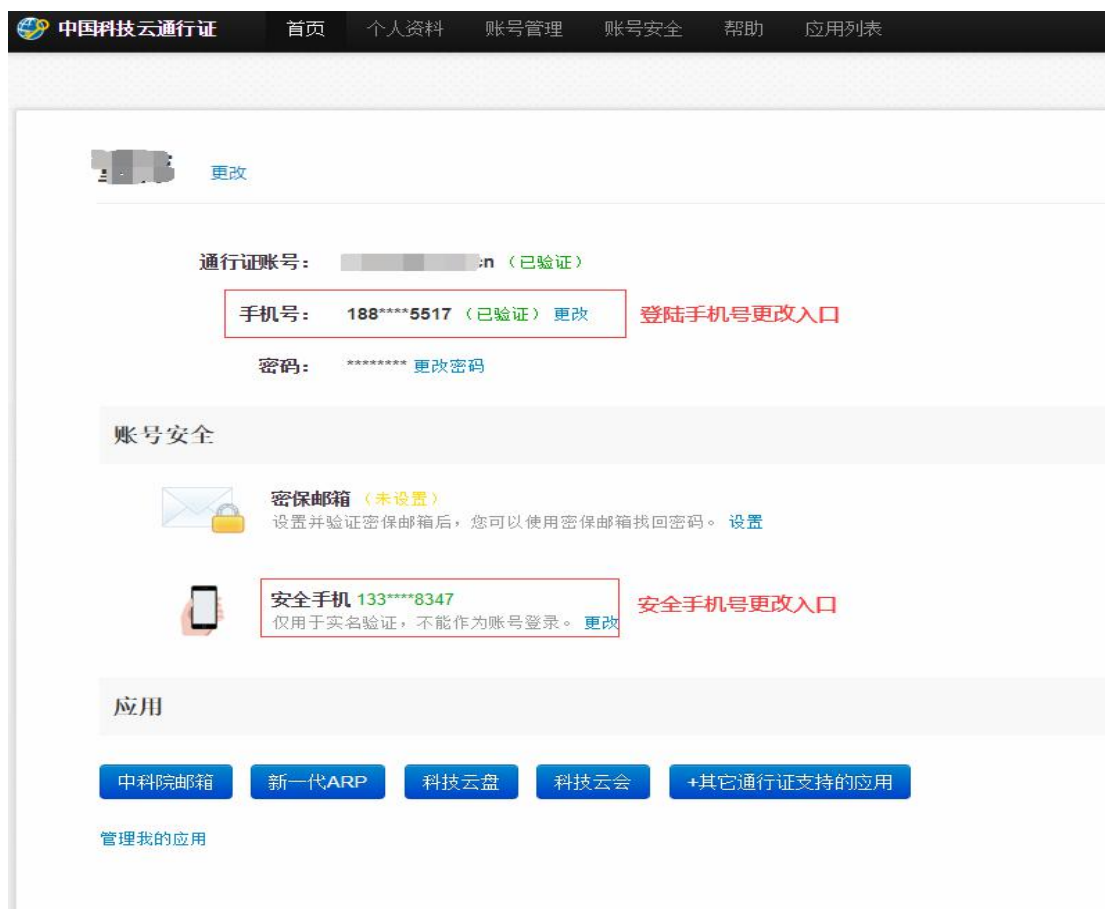 中国科技云通行证 首页 个人资料 账号管理 账号安全 帮助 应用列表
更改
通行证账号： cn（已验证）
手机号： 188****5517（已验证） 更改 登陆手机号更改入口
密码： ******** 更改密码
账号安全
密保邮箱（未设置）
设置并验证密保邮箱后，您可以使用密保邮箱找回密码。 设置
安全手机 133****8347
仅用于实名验证，不能作为账号登录。 更改
安全手机号更改入口
应用
中科院邮箱 新一代ARP 科技云盘 科技云会 +其它通行证支持的应用
管理我的应用